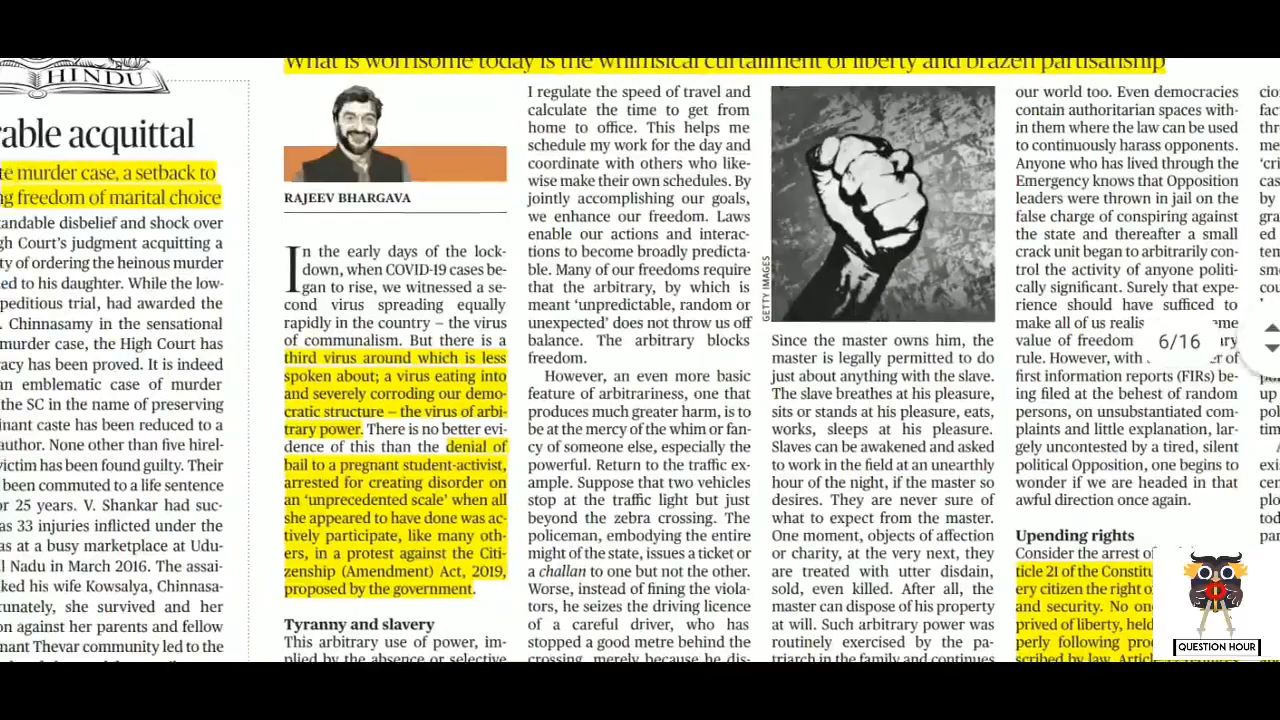 HINDU
rable acquittal
te murder case, a setback to
ng freedom of marital choice
tandable disbelief and shock over
gh Court's judgment acquitting a
ty of ordering the heinous murder
ed to his daughter. While the low-
peditious trial, had awarded the
. Chinnasamy in the sensational
murder case, the High Court has
acy has been proved. It is indeed
an emblematic case of murder
the SC in the name of preserving
inant caste has been reduced to a
author. None other than five hirel-
victim has been found guilty. Their
been commuted to a life sentence
or 25 years. V. Shankar had suc-
as 33 injuries inflicted under the
as at a busy marketplace at Udu-
l Nadu in March 2016. The assai-
ked his wife Kowsalya, Chinnasa-
tunately, she survived and her
on against her parents and fellow
nant Thevar community led to the
What is worrisome today is the whimsical curtailment of liberty and brazen partisanship
RAJEEV BHARGAVA
In the early days of the lock-
down, when COVID-19 cases be-
gan to rise, we witnessed a se-
cond virus spreading equally
rapidly in the country – the virus
of communalism. But there is a
third virus around which is less
spoken about; a virus eating into
and severely corroding our demo-
cratic structure – the virus of arbi-
trary power. There is no better evi-
dence of this than the denial of
bail to a pregnant student-activist,
arrested for creating disorder on
an 'unprecedented scale' when all
she appeared to have done was ac-
tively participate, like many oth-
ers, in a protest against the Citi-
zenship (Amendment) Act, 2019,
proposed by the government.
Tyranny and slavery
This arbitrary use of power, im-
plied by the absence or selective
I regulate the speed of travel and
calculate the time to get from
home to office. This helps me
schedule my work for the day and
coordinate with others who like-
wise make their own schedules. By
jointly accomplishing our goals,
we enhance our freedom. Laws
enable our actions and interac-
tions to become broadly predicta-
ble. Many of our freedoms require
that the arbitrary, by which is
meant 'unpredictable, random or
unexpected' does not throw us off
balance. The arbitrary blocks
freedom.
However, an even more basic
feature of arbitrariness, one that
produces much greater harm, is to
be at the mercy of the whim or fan-
cy of someone else, especially the
powerful. Return to the traffic ex-
ample. Suppose that two vehicles
stop at the traffic light but just
beyond the zebra crossing. The
policeman, embodying the entire
might of the state, issues a ticket or
a challan to one but not the other.
Worse, instead of fining the viola-
tors, he seizes the driving licence
of a careful driver, who has
stopped a good metre behind the
crossing, merely because he dis-
GETTY IMAGES
Since the master owns him, the
master is legally permitted to do
just about anything with the slave.
The slave breathes at his pleasure,
sits or stands at his pleasure, eats,
works, sleeps at his pleasure.
Slaves can be awakened and asked
to work in the field at an unearthly
hour of the night, if the master so
desires. They are never sure of
what to expect from the master.
One moment, objects of affection
or charity, at the very next, they
are treated with utter disdain,
sold, even killed. After all, the
master can dispose of his property
at will. Such arbitrary power was
routinely exercised by the pa-
triarch in the family and continues
our world too. Even democracies
contain authoritarian spaces with-
in them where the law can be used
to continuously harass opponents.
Anyone who has lived through the
Emergency knows that Opposition
leaders were thrown in jail on the
false charge of conspiring against
the state and thereafter a small
crack unit began to arbitrarily con-
trol the activity of anyone politi-
cally significant. Surely that expe-
rience should have sufficed to
make all of us realis eme
value of freedom ary
rule. However, with er of
first information reports (FIRs) be-
ing filed at the behest of random
persons, on unsubstantiated com-
plaints and little explanation, lar-
gely uncontested by a tired, silent
political Opposition, one begins to
wonder if we are headed in that
awful direction once again.
Upending rights
Consider the arrest of
ticle 21 of the Constitu
ery citizen the right o
and security. No one
prived of liberty, held
perly following proc
scribed by law. Articl
6/16
QUESTION HOUR